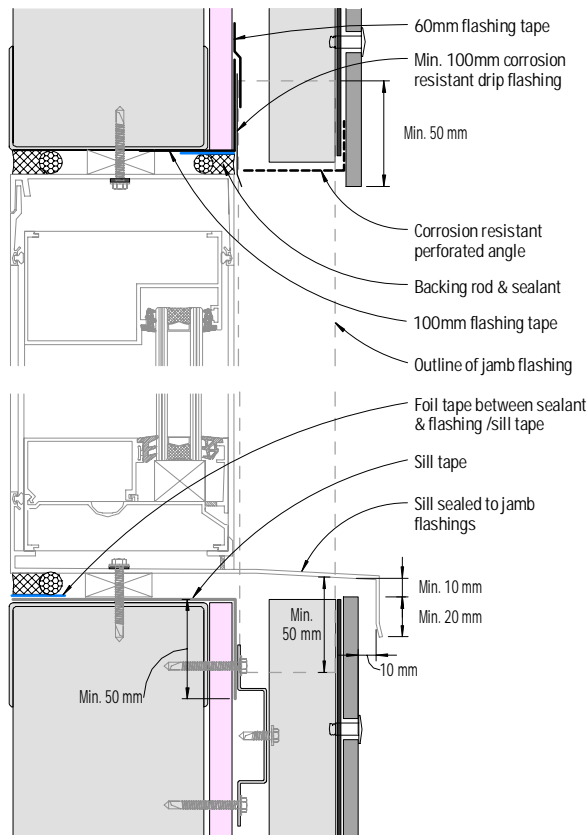 60mm flashing tape
Min. 100mm corrosion
resistant drip flashing
Min. 50 mm
Corrosion resistant
perforated angle
Backing rod & sealant
100mm flashing tape
Outline of jamb flashing
Foil tape between sealant
& flashing /sill tape
Sill tape
Sill sealed to jamb
flashings
Min. 10 mm
Min. 20 mm
Min.
50 mm
10 mm
Min. 50 mm